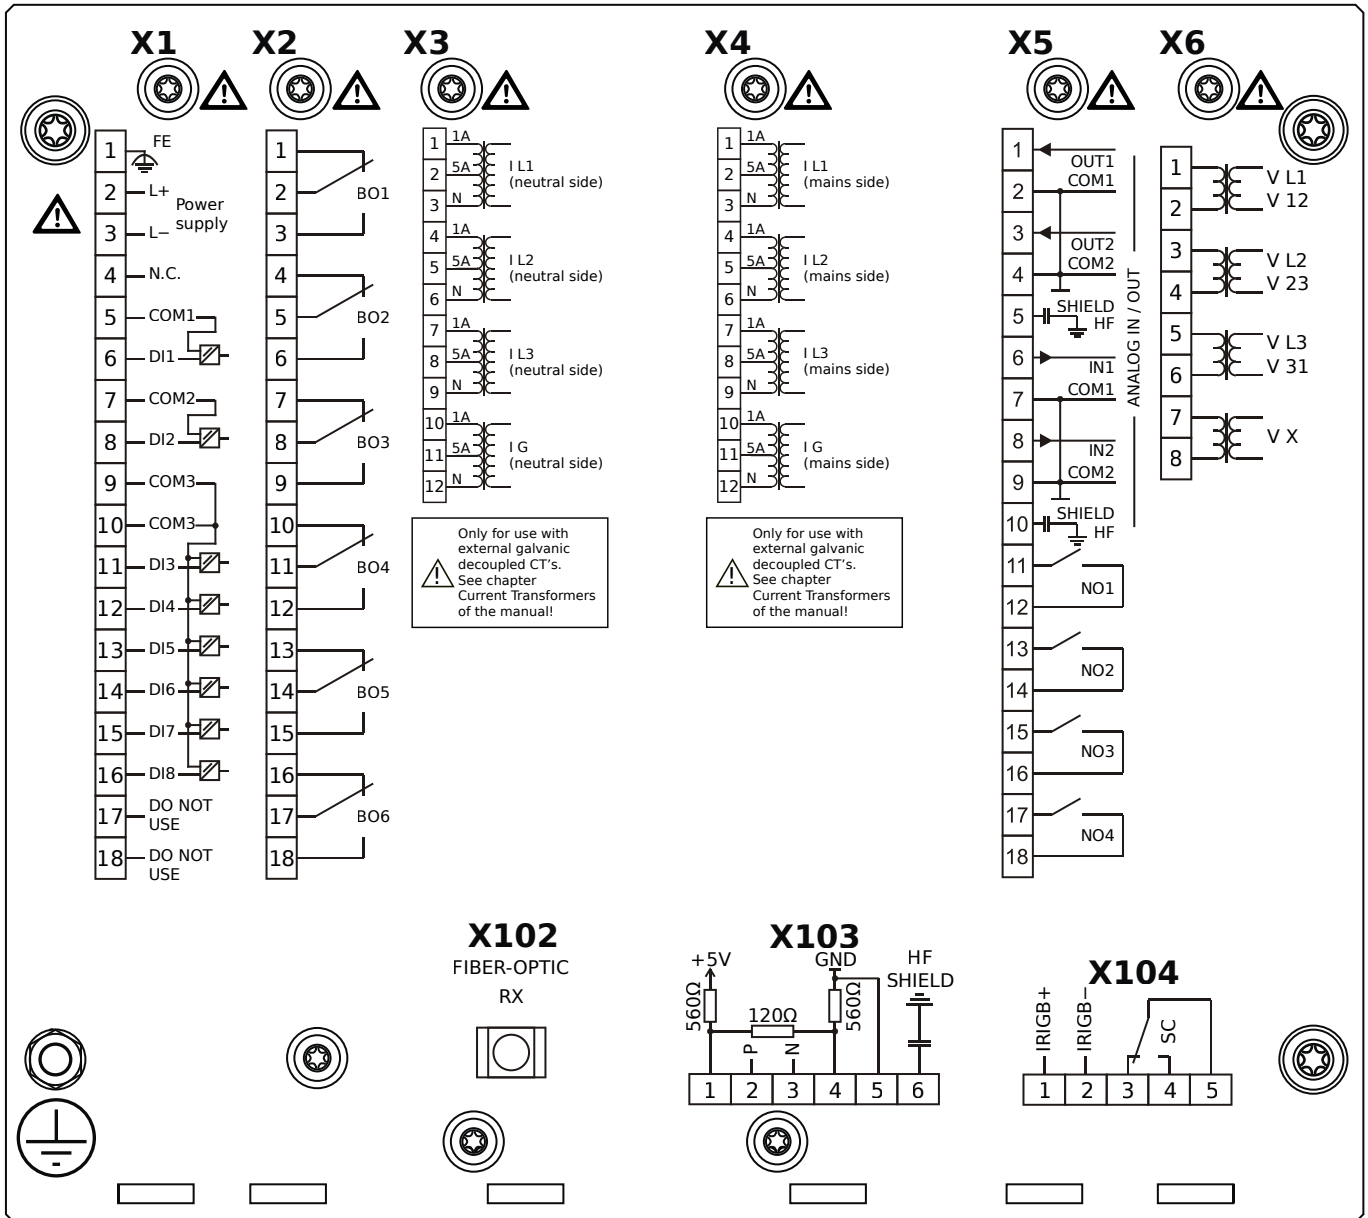 X1
X2
X3
X4
X5
X6
1
FE
2
L+
Power
supply
3
L−
4
N.C.
5
COM1
6
DI1
7
COM2
8
DI2
9
COM3
10
COM3
11
DI3
12
DI4
13
DI5
14
DI6
15
DI7
16
DI8
17
DO NOT
USE
18
DO NOT
USE
1
2
BO1
3
4
5
BO2
6
7
8
BO3
9
10
11
BO4
12
13
14
BO5
15
16
17
BO6
18
1
1A
2
5A
I L1
(neutral side)
3
N
4
1A
5
5A
I L2
(neutral side)
6
N
7
1A
8
5A
I L3
(neutral side)
9
N
10
1A
11
5A
I G
(neutral side)
12
N
Only for use with
external galvanic
decoupled CT's.
See chapter
Current Transformers
of the manual!
1
1A
2
5A
I L1
(mains side)
3
N
4
1A
5
5A
I L2
(mains side)
6
N
7
1A
8
5A
I L3
(mains side)
9
N
10
1A
11
5A
I G
(mains side)
12
N
Only for use with
external galvanic
decoupled CT's.
See chapter
Current Transformers
of the manual!
1
OUT1
2
COM1
3
OUT2
4
COM2
5
SHIELD
HF
6
IN1
7
COM1
8
IN2
9
COM2
10
SHIELD
HF
ANALOG IN / OUT
11
NO1
12
13
NO2
14
15
NO3
16
17
NO4
18
1
V L1
2
V 12
3
V L2
4
V 23
5
V L3
6
V 31
7
V X
8
X102
FIBER-OPTIC
RX
X103
+5V
GND
HF
SHIELD
560Ω
120Ω
560Ω
P
N
1 2 3 4 5 6
X104
IRIGB+
IRIGB−
SC
1 2 3 4 5